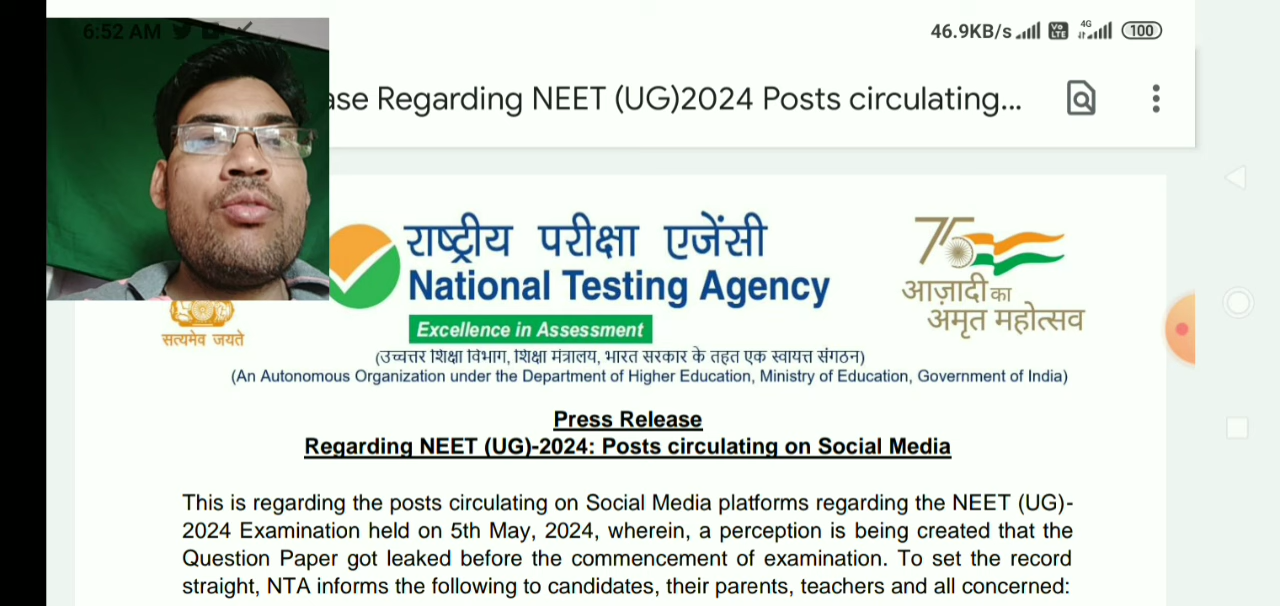 6:52 AM
46.9KB/s
Vo
LTE
4G
100
ase Regarding NEET (UG)2024 Posts circulating...
राष्ट्रीय परीक्षा एजेंसी
National Testing Agency
Excellence in Assessment
75
आज़ादी का
अमृत महोत्सव
सत्यमेव जयते
(उच्चत्तर शिक्षा विभाग, शिक्षा मंत्रालय, भारत सरकार के तहत एक स्वायत्त संगठन)
(An Autonomous Organization under the Department of Higher Education, Ministry of Education, Government of India)
Press Release
Regarding NEET (UG)-2024: Posts circulating on Social Media
This is regarding the posts circulating on Social Media platforms regarding the NEET (UG)-
2024 Examination held on 5th May, 2024, wherein, a perception is being created that the
Question Paper got leaked before the commencement of examination. To set the record
straight, NTA informs the following to candidates, their parents, teachers and all concerned: